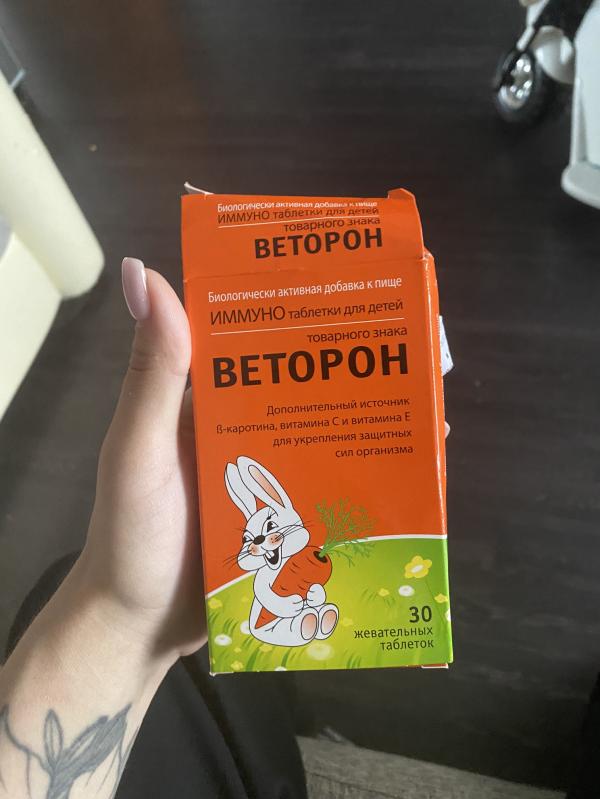 Биологически активная добавка к пище
ИММУНО таблетки для детей
товарного знака
ВЕТОРОН
Биологически активная добавка к пище
ИММУНО таблетки для детей
товарного знака
ВЕТОРОН
Дополнительный источник
β-каротина, витамина С и витамина Е
для укрепления защитных
сил организма
30
жевательных
таблеток